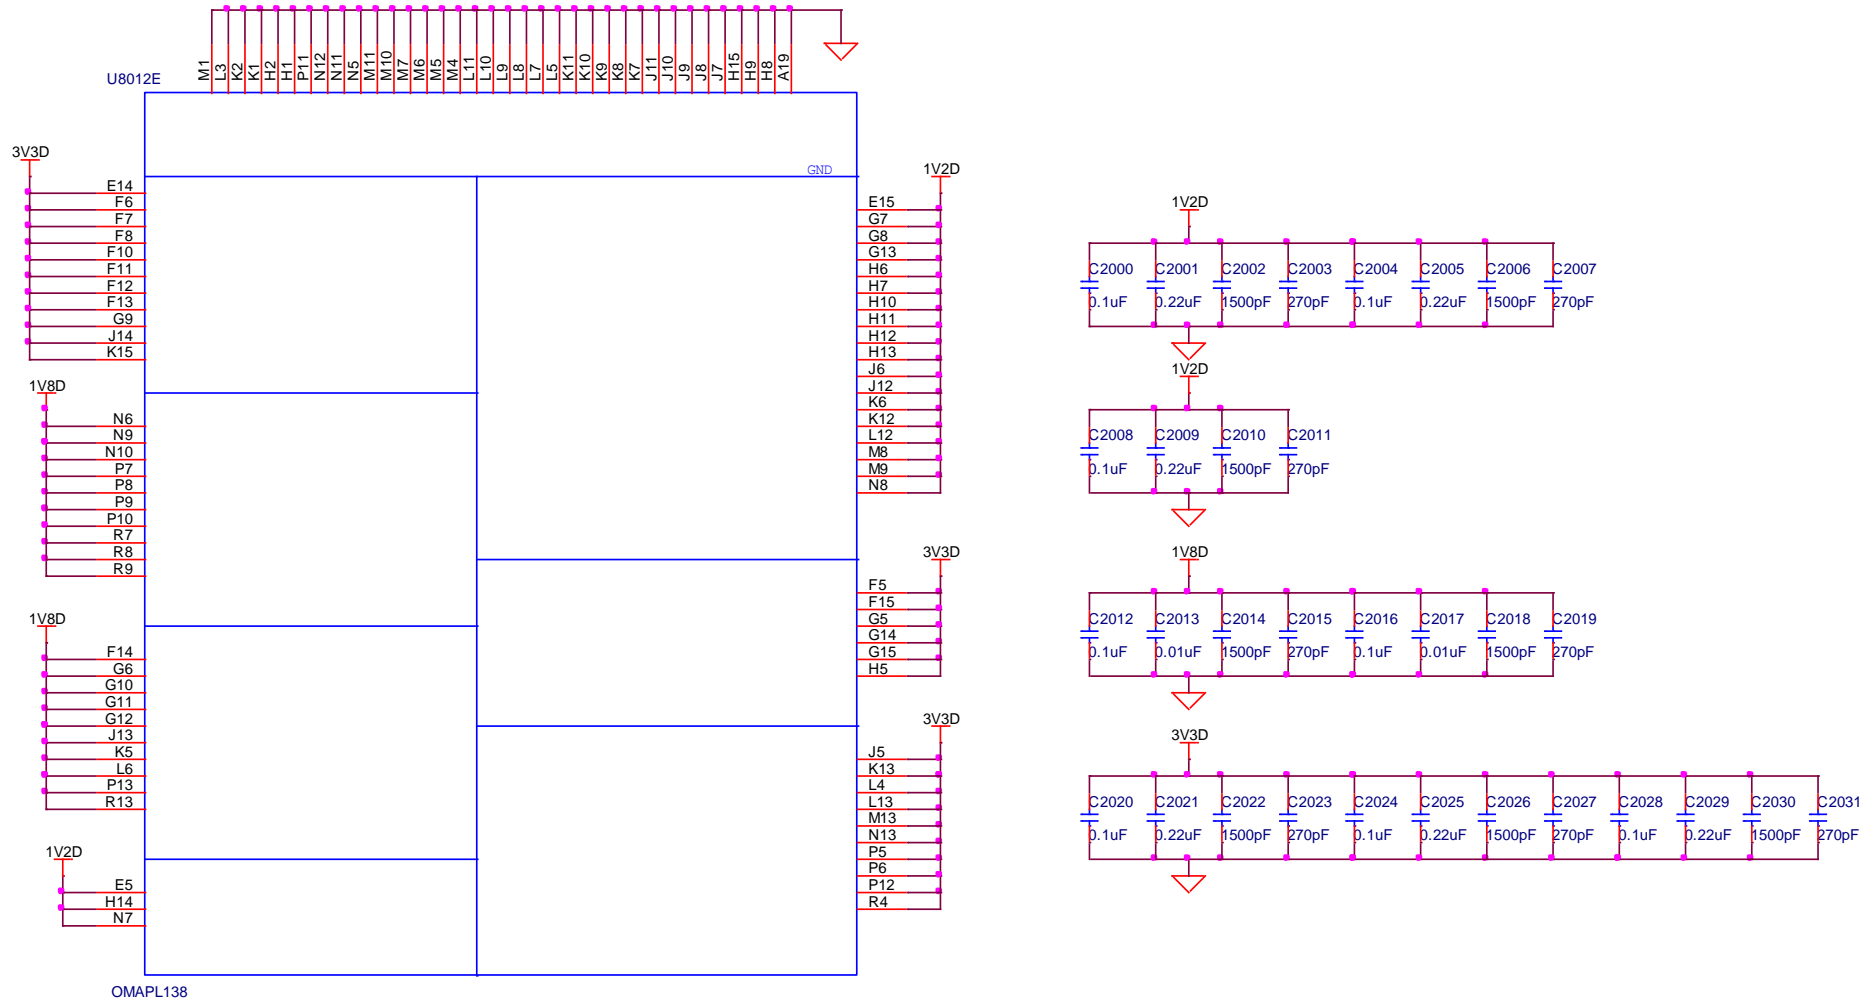 M1
L3
K2
K1
H2
H1
P11
N12
N11
N5
M11
M10
M7
M6
M5
M4
L11
L10
L9
L8
L7
L5
K11
K10
K9
K8
K7
J11
J10
J9
J8
J7
H15
H9
H8
A19
U8012E
GND
3V3D
E14
F6
F7
F8
F10
F11
F12
F13
G9
J14
K15
1V8D
N6
N9
N10
P7
P8
P9
P10
R7
R8
R9
1V8D
F14
G6
G10
G11
G12
J13
K5
L6
P13
R13
1V2D
E5
H14
N7
OMAPL138
1V2D
E15
G7
G8
G13
H6
H7
H10
H11
H12
H13
J6
J12
K6
K12
L12
M8
M9
N8
3V3D
F5
F15
G5
G14
G15
H5
3V3D
J5
K13
L4
L13
M13
N13
P5
P6
P12
R4
1V2D
C2000 C2001 C2002 C2003 C2004 C2005 C2006 C2007
0.1uF 0.22uF 1500pF 270pF 0.1uF 0.22uF 1500pF 270pF
1V2D
C2008 C2009 C2010 C2011
0.1uF 0.22uF 1500pF 270pF
1V8D
C2012 C2013 C2014 C2015 C2016 C2017 C2018 C2019
0.1uF 0.01uF 1500pF 270pF 0.1uF 0.01uF 1500pF 270pF
3V3D
C2020 C2021 C2022 C2023 C2024 C2025 C2026 C2027 C2028 C2029 C2030 C2031
0.1uF 0.22uF 1500pF 270pF 0.1uF 0.22uF 1500pF 270pF 0.1uF 0.22uF 1500pF 270pF